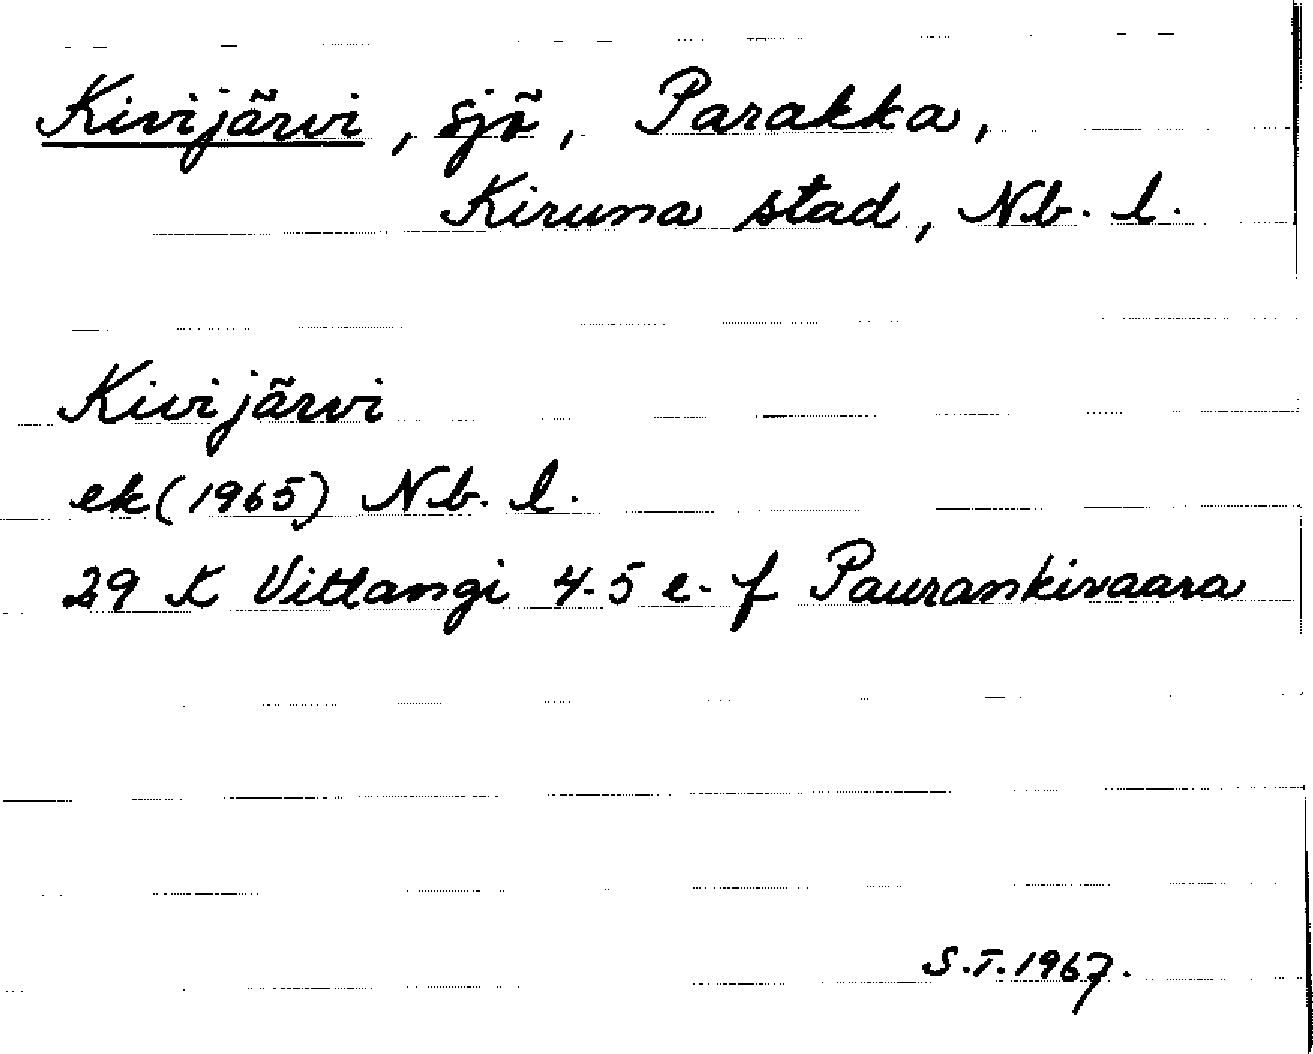 Kivijärvi, sjö, Parakka,
Kiruna stad, Nb. l.
Kivijärvi
ek (1965) Nb. l.
29 K Vittangi 4-5 e-f Paurankivaara
S.T. 1967.